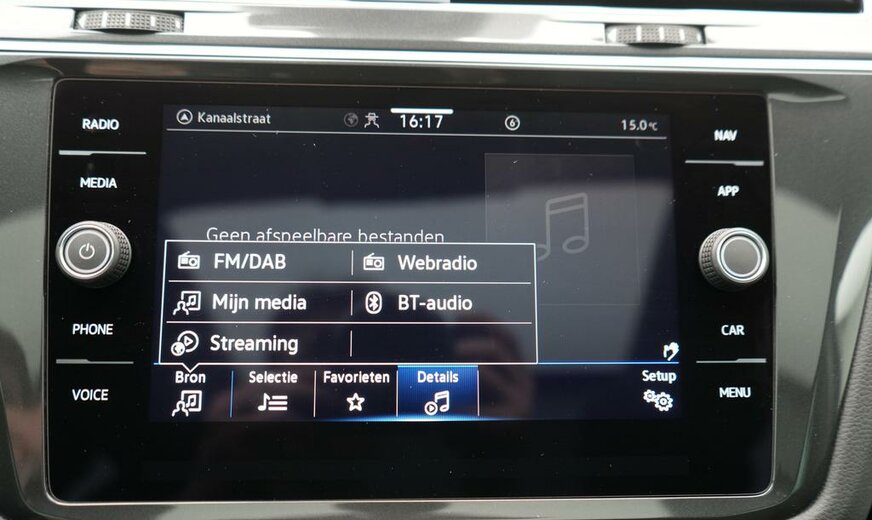 RADIO
MEDIA
PHONE
VOICE
Kanaalstraat
16:17
6
15.0°C
Geen afspeelbare bestanden
FM/DAB
Webradio
Mijn media
BT-audio
Streaming
Bron
Selectie
Favorieten
Details
Setup
NAV
APP
CAR
MENU